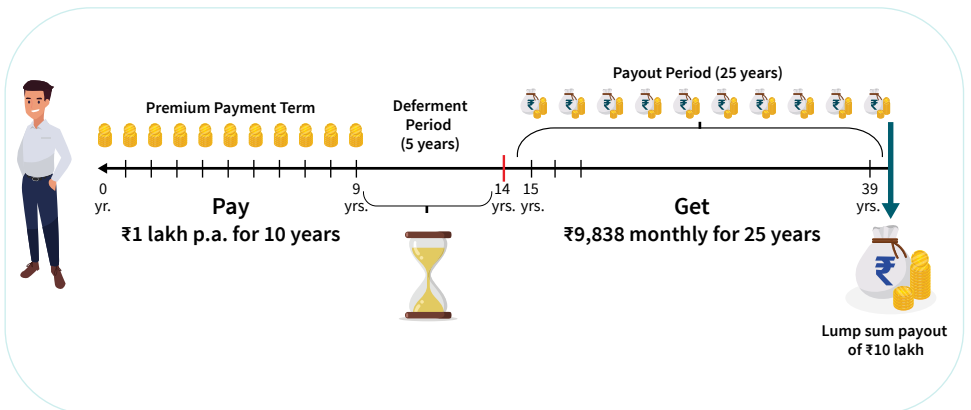 Payout Period (25 years)
Premium Payment Term
Deferment
Period
(5 years)
0
yr.
9
yrs.
14
yrs.
15
yrs.
39
yrs.
Pay
₹1 lakh p.a. for 10 years
Get
₹9,838 monthly for 25 years
₹
Lump sum payout
of ₹10 lakh